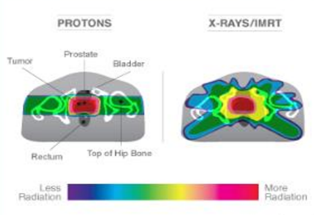 PROTONS
X-RAYS/IMRT
Prostate
Tumor
Bladder
Rectum
Top of Hip Bone
Less
Radiation
More
Radiation